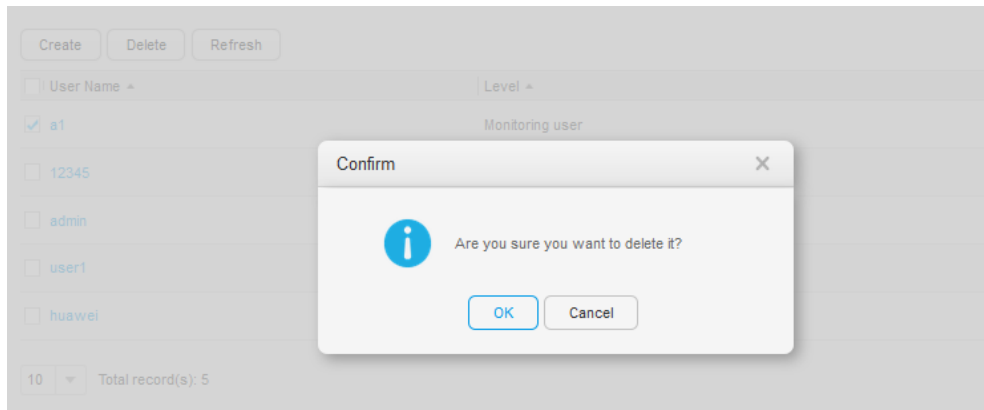 Create Delete Refresh
User Name Level
a1 Monitoring user
Confirm
12345
admin
Are you sure you want to delete it?
user1
OK Cancel
huawei
10 Total record(s): 5